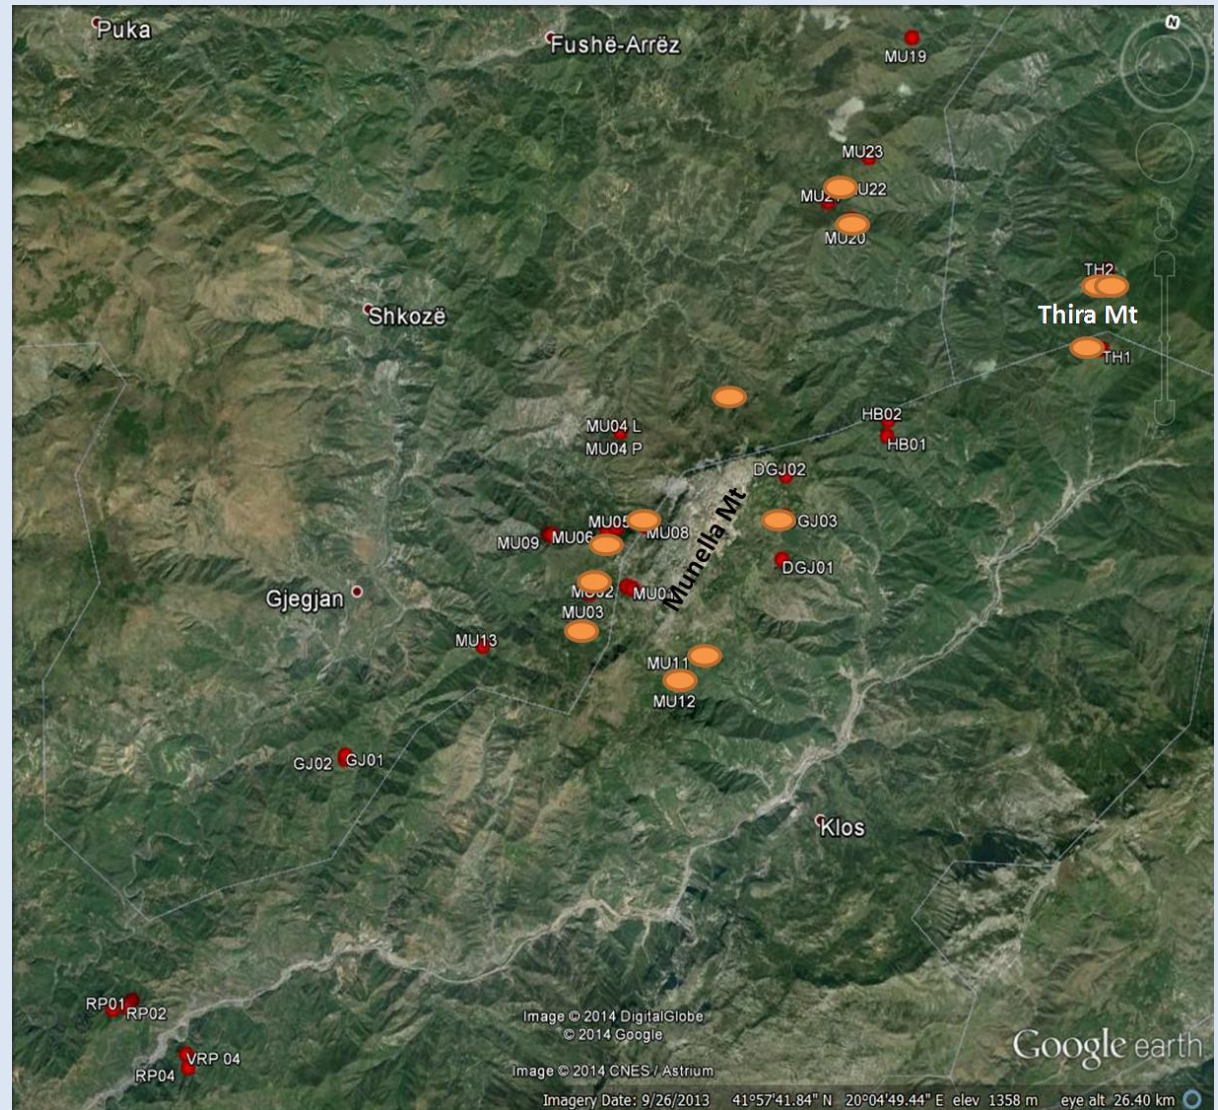 Puka
Fushë-Arrëz
N
MU19
MU23
U22
MU20
TH2
Shkozë
Thira Mt
TH1
MU04 L
MU04 P
HB02
HB01
DGJ02
MU05
MU08
GJ03
MU09
MU06
Munella Mt
DGJ01
Gjegjan
MU03
MU13
MU11
MU12
GJ02
GJ01
Klos
RP01
RP02
VRP 04
RP04
Image © 2014 DigitalGlobe
© 2014 Google
Image © 2014 CNES / Astrium
Google earth
Imagery Date: 9/26/2013 41°57'41.84" N 20°04'49.44" E elev 1358 m eye alt 26.40 km